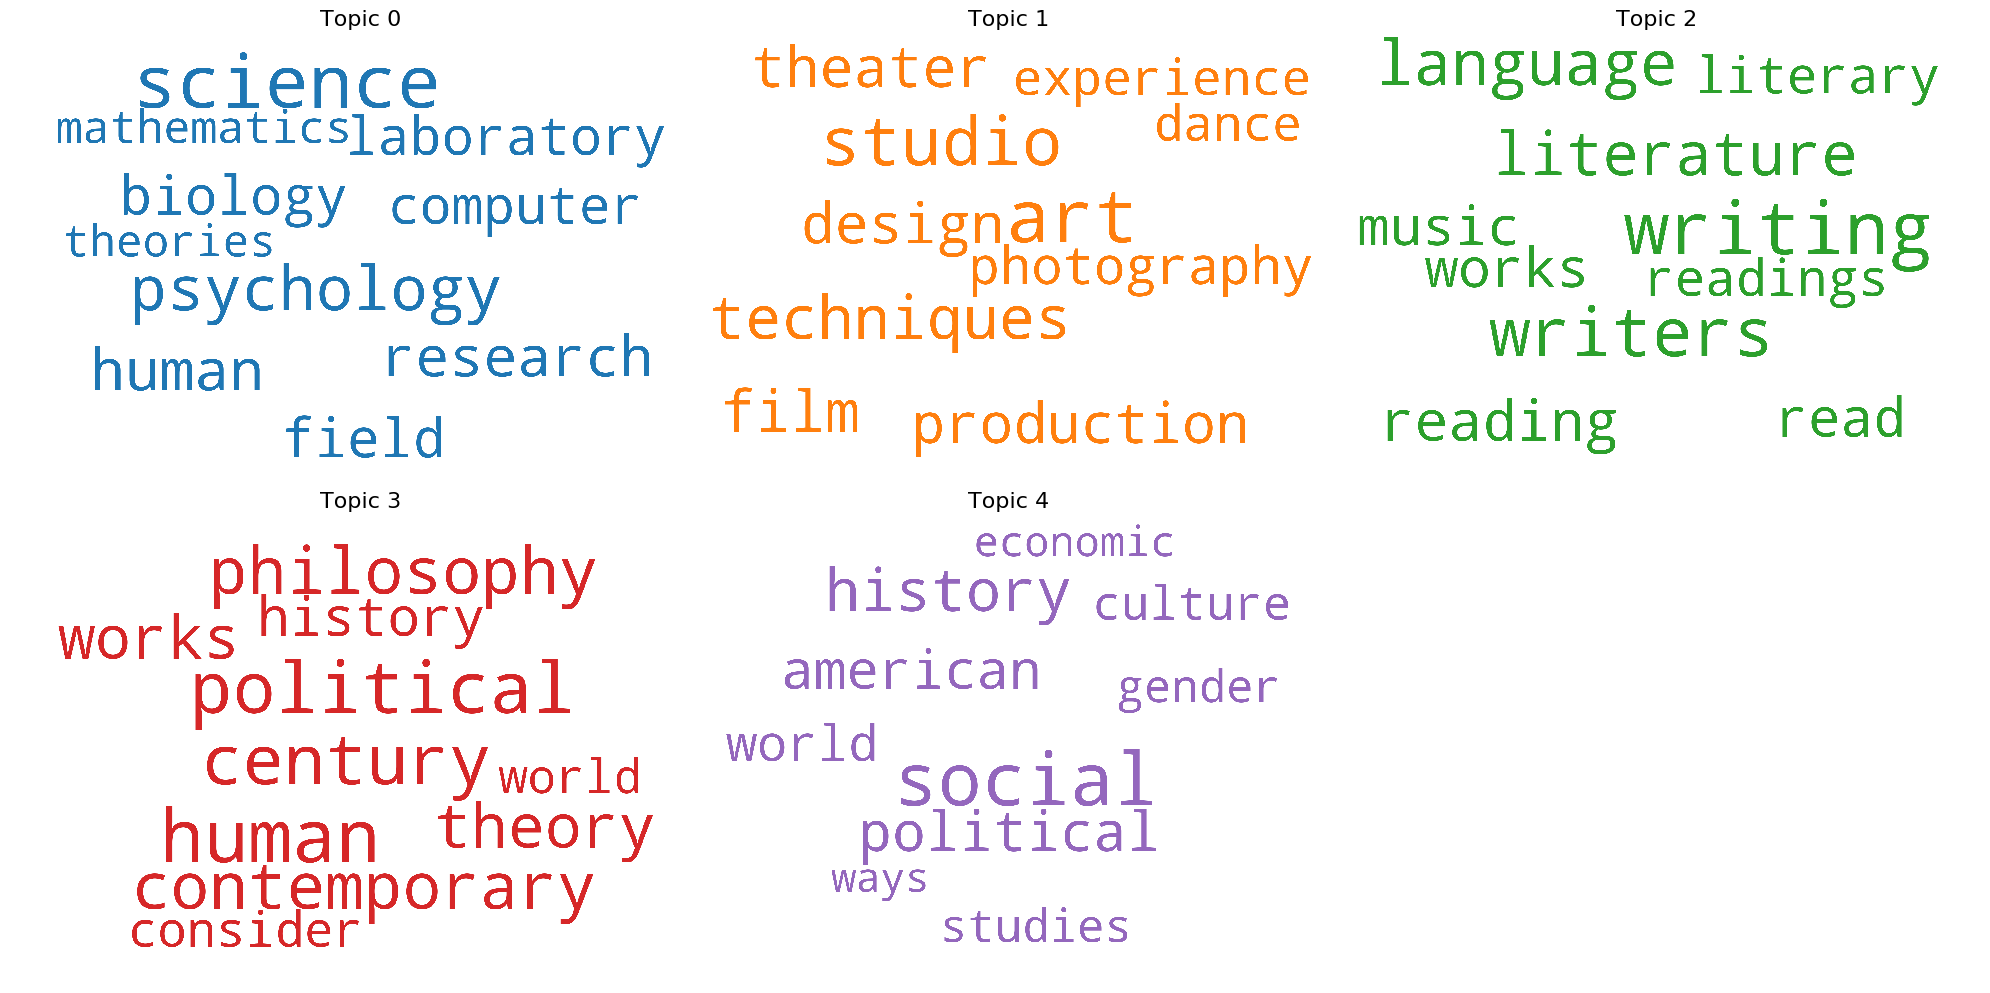 Topic 0
science
mathematics laboratory
biology computer
theories
psychology
human research
field
Topic 1
theater experience
dance
studio
design art
photography
techniques
film production
Topic 2
language literary
literature
music writing
works readings
writers
reading read
Topic 3
philosophy
works history
political
century world
human theory
contemporary
consider
Topic 4
economic
history culture
american gender
world
social
political
ways
studies